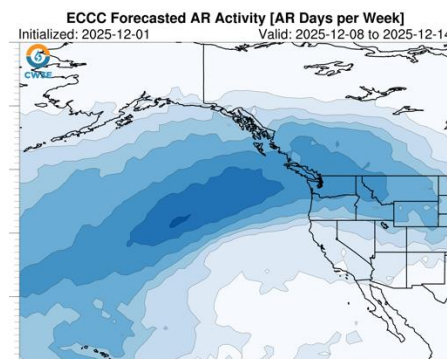 ECCC Forecasted AR Activity [AR Days per Week]
Initialized: 2025-12-01 Valid: 2025-12-08 to 2025-12-14
CW3E